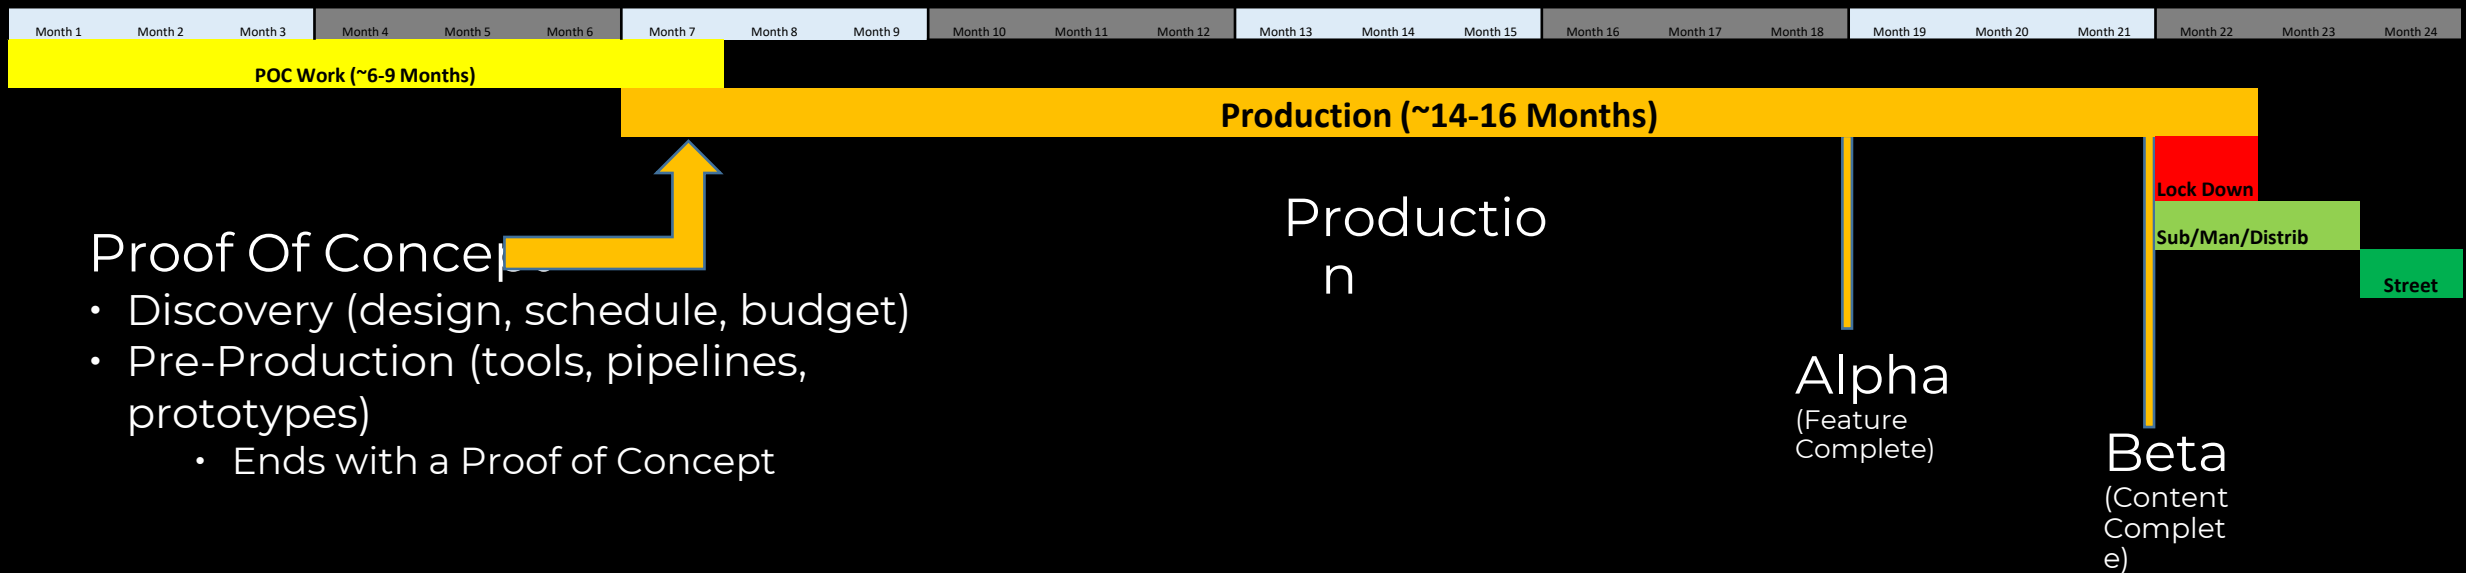 Month 1 Month 2 Month 3 Month 4 Month 5 Month 6 Month 7 Month 8 Month 9 Month 10 Month 11 Month 12 Month 13 Month 14 Month 15 Month 16 Month 17 Month 18 Month 19 Month 20 Month 21 Month 22 Month 23 Month 24
POC Work (~6-9 Months)
Production (~14-16 Months)
Lock Down
Sub/Man/Distrib
Street
Proof Of Concept
• Discovery (design, schedule, budget)
• Pre-Production (tools, pipelines,
prototypes)
• Ends with a Proof of Concept
Productio
n
Alpha
(Feature
Complete)
Beta
(Content
Complet
e)